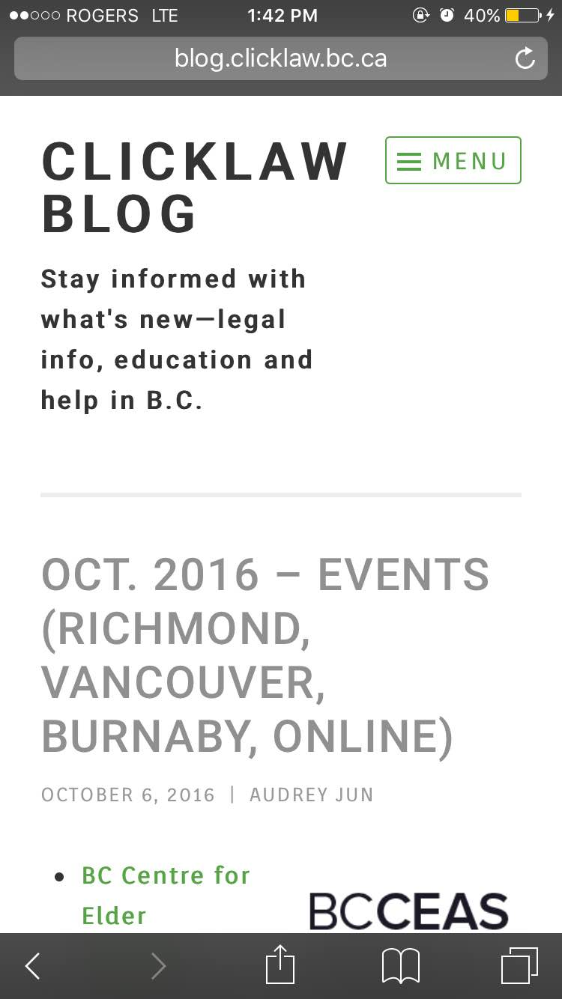 ROGERS LTE 1:42 PM 40%
blog.clicklaw.bc.ca
CLICKLAW
BLOG
MENU
Stay informed with
what's new—legal
info, education and
help in B.C.
OCT. 2016 – EVENTS
(RICHMOND,
VANCOUVER,
BURNABY, ONLINE)
OCTOBER 6, 2016 | AUDREY JUN
• BC Centre for
Elder
BCCEAS